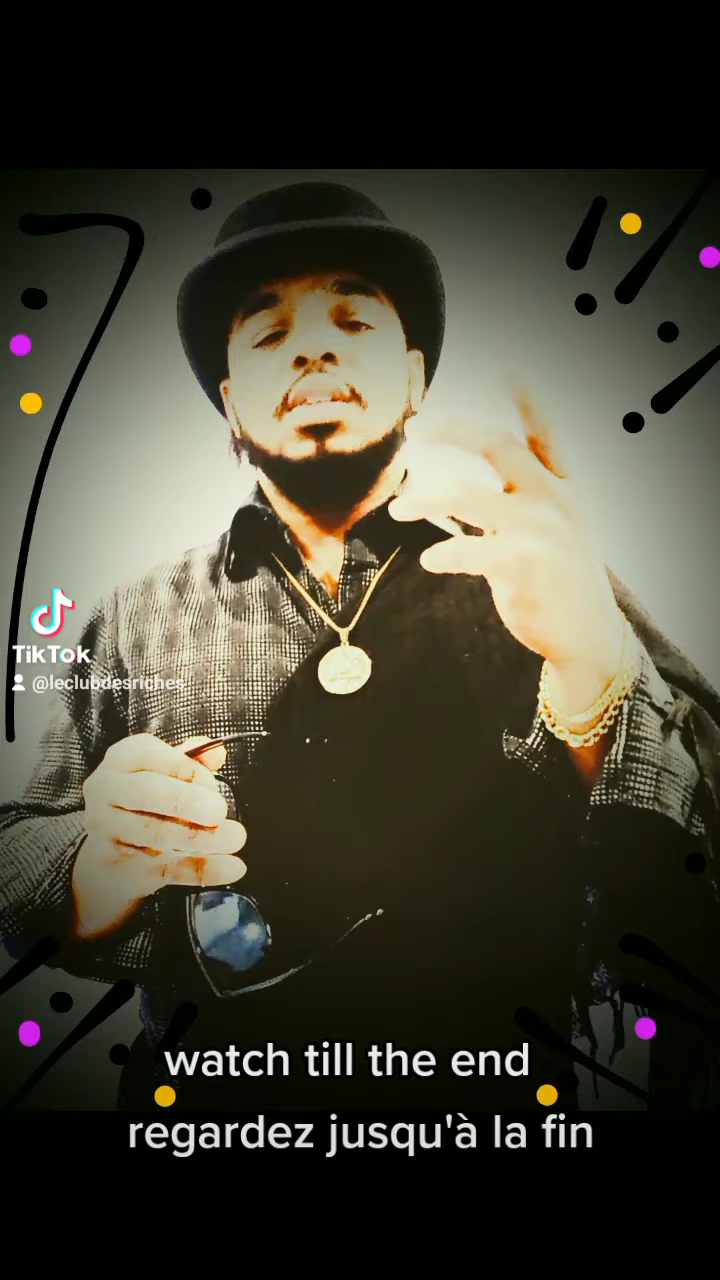 TikTok
@leclubdesriches
watch till the end
regardez jusqu'à la fin